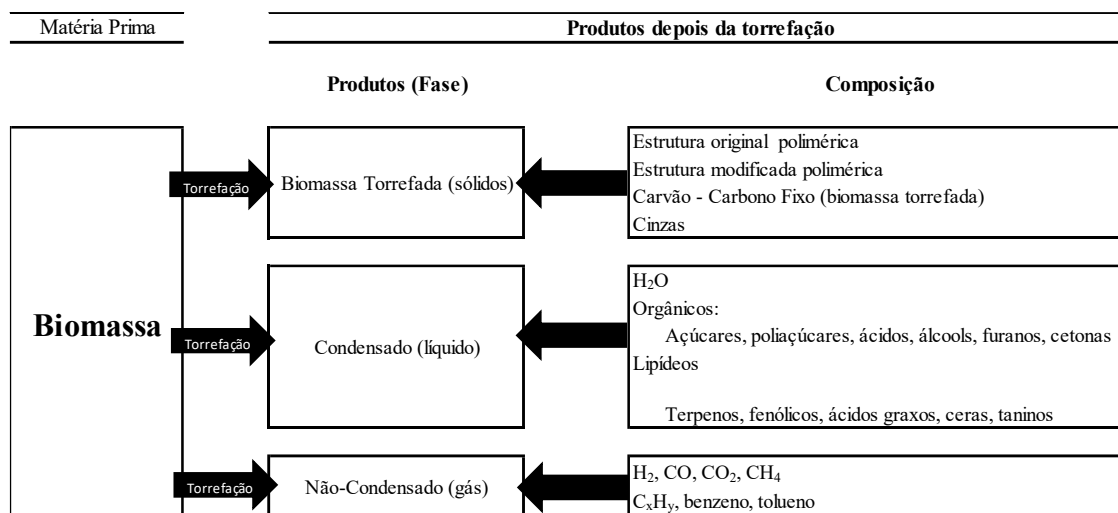 Matéria Prima
Produtos depois da torrefação
Produtos (Fase)
Composição
Biomassa
Torrefação
Biomassa Torrefada (sólidos)
Estrutura original polimérica
Estrutura modificada polimérica
Carvão - Carbono Fixo (biomassa torrefada)
Cinzas
Torrefação
Condensado (líquido)
H₂O
Orgânicos:
Açúcares, poliaçúcares, ácidos, álcools, furanos, cetonas
Lipídeos
Terpenos, fenólicos, ácidos graxos, ceras, taninos
Torrefação
Não-Condensado (gás)
H₂, CO, CO₂, CH₄
CₓHᵧ, benzeno, tolueno